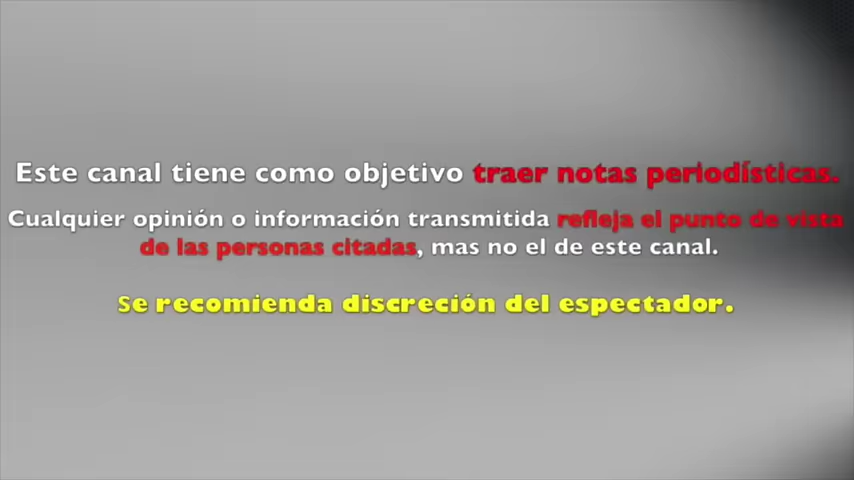 Este canal tiene como objetivo traer notas periodísticas.
Cualquier opinión o información transmitida refleja el punto de vista
de las personas citadas, mas no el de este canal.
Se recomienda discreción del espectador.